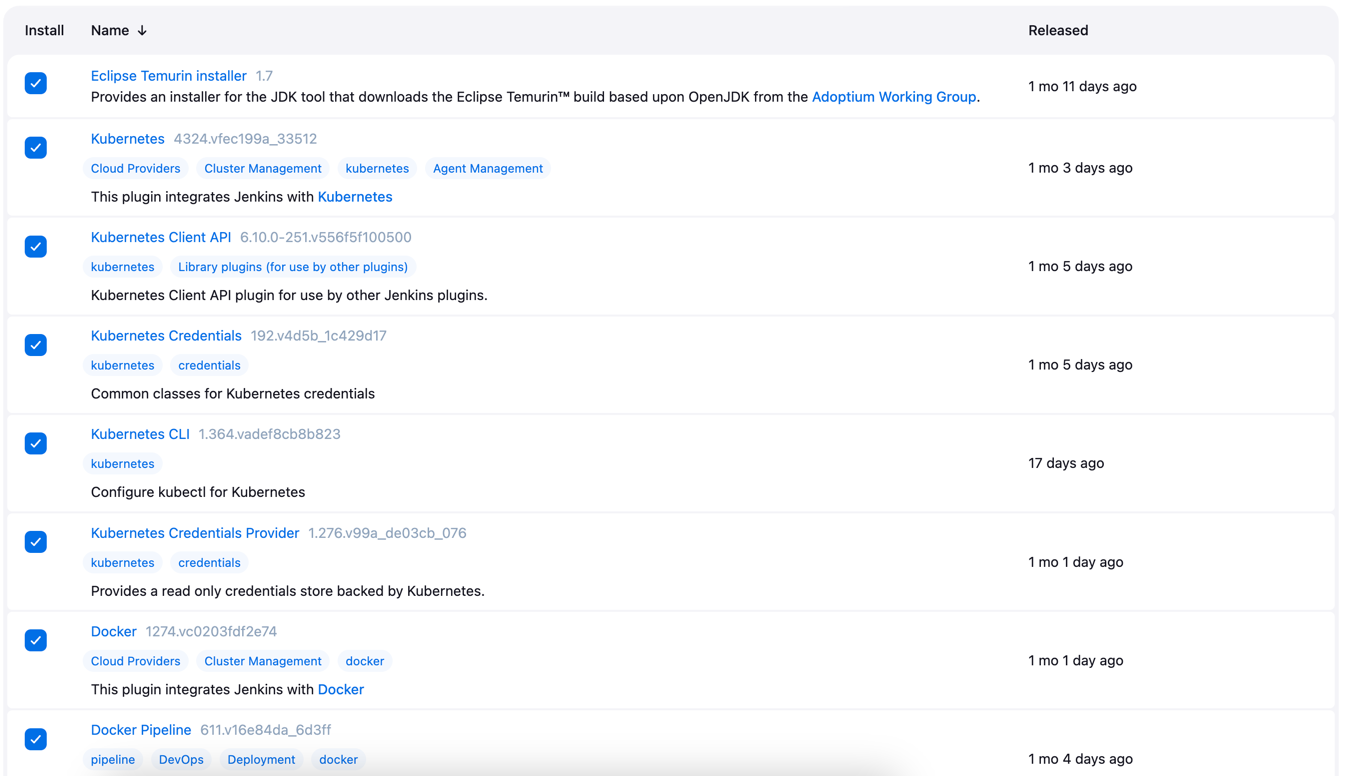 Install Name ↓ Released
Eclipse Temurin installer 1.7
Provides an installer for the JDK tool that downloads the Eclipse Temurin™ build based upon OpenJDK from the Adoptium Working Group.
1 mo 11 days ago
Kubernetes 4324.vfec199a_33512
Cloud Providers Cluster Management kubernetes Agent Management
This plugin integrates Jenkins with Kubernetes
1 mo 3 days ago
Kubernetes Client API 6.10.0-251.v556f5f100500
kubernetes Library plugins (for use by other plugins)
Kubernetes Client API plugin for use by other Jenkins plugins.
1 mo 5 days ago
Kubernetes Credentials 192.v4d5b_1c429d17
kubernetes credentials
Common classes for Kubernetes credentials
1 mo 5 days ago
Kubernetes CLI 1.364.vadef8cb8b823
kubernetes
Configure kubectl for Kubernetes
17 days ago
Kubernetes Credentials Provider 1.276.v99a_de03cb_076
kubernetes credentials
Provides a read only credentials store backed by Kubernetes.
1 mo 1 day ago
Docker 1274.vc0203fdf2e74
Cloud Providers Cluster Management docker
This plugin integrates Jenkins with Docker
1 mo 1 day ago
Docker Pipeline 611.v16e84da_6d3ff
pipeline DevOps Deployment docker
1 mo 4 days ago